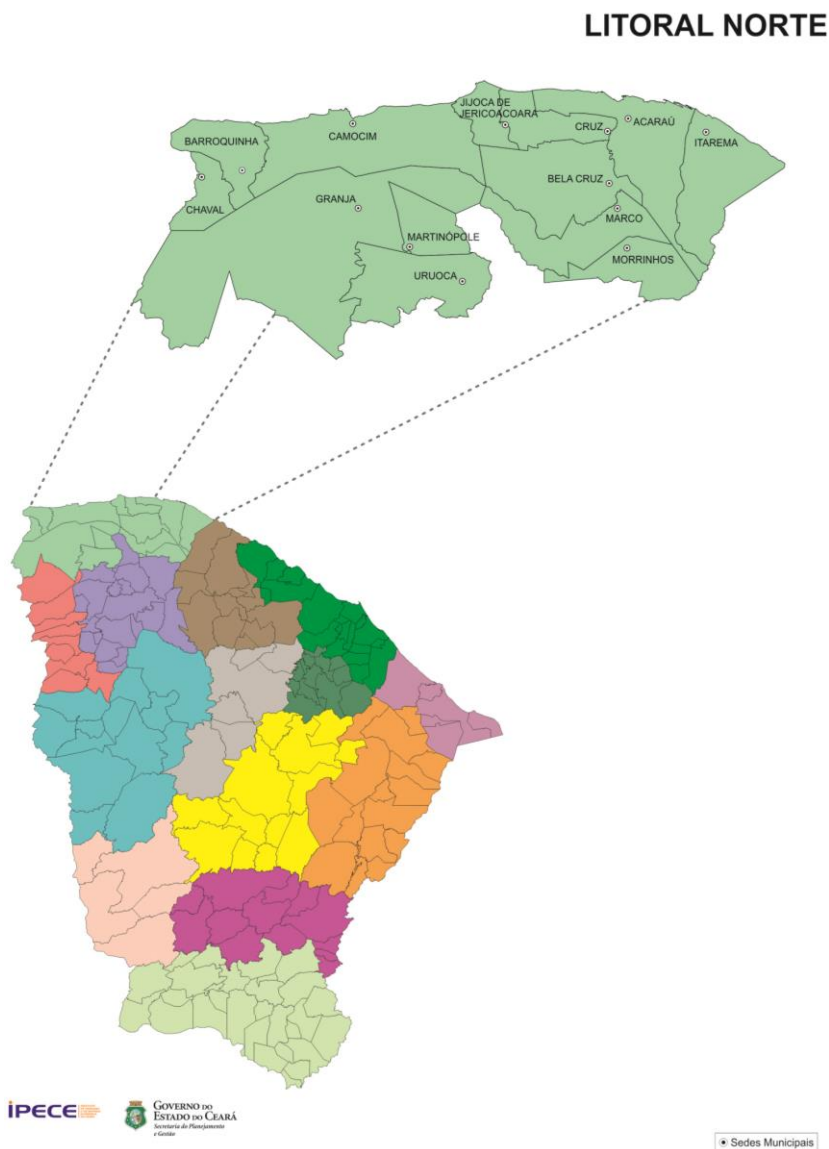 LITORAL NORTE
JIJOCA DE
JERICOACOARA
CRUZ
ACARAÚ
ITAREMA
BARROQUINHA
CAMOCIM
CHAVAL
GRANJA
BELA CRUZ
MARCO
MARTINÓPOLE
MORRINHOS
URUOCA
IPECE
GOVERNO DO
ESTADO DO CEARÁ
Secretaria do Planejamento
e Gestão
Sedes Municipais